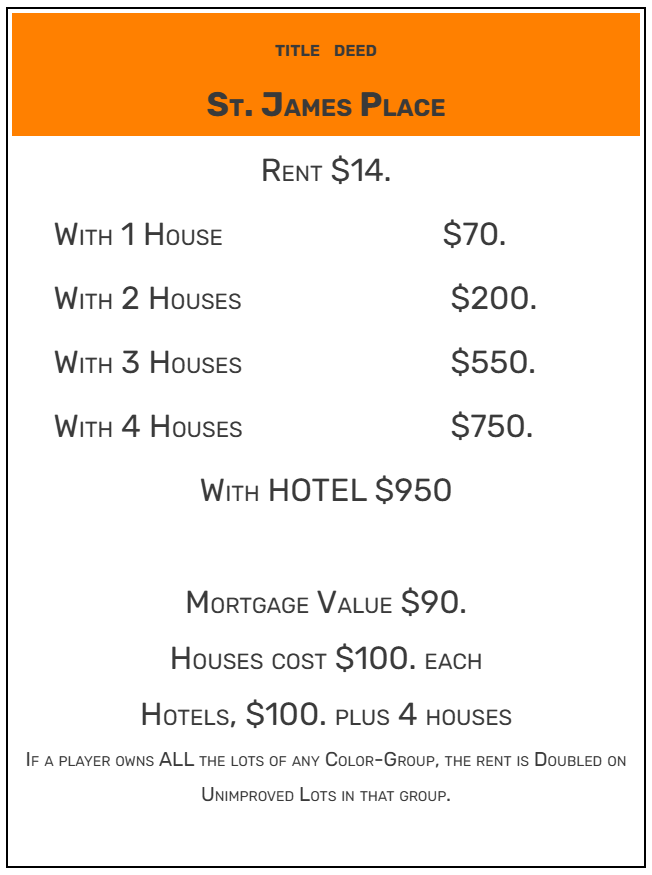 TITLE DEED
St. James Place
Rent $14.
With 1 House $70.
With 2 Houses $200.
With 3 Houses $550.
With 4 Houses $750.
With HOTEL $950
Mortgage Value $90.
Houses cost $100. each
Hotels, $100. plus 4 houses
If a player owns ALL the lots of any Color-Group, the rent is Doubled on
Unimproved Lots in that group.